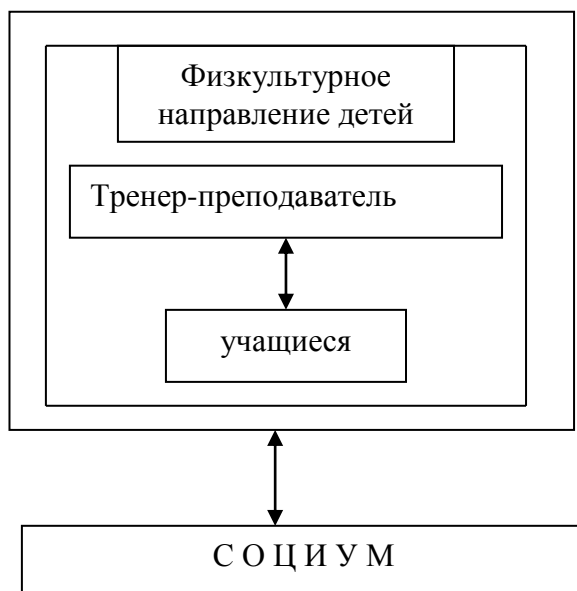 Физкультурное
направление детей
Тренер-преподаватель
учащиеся
С О Ц И У М